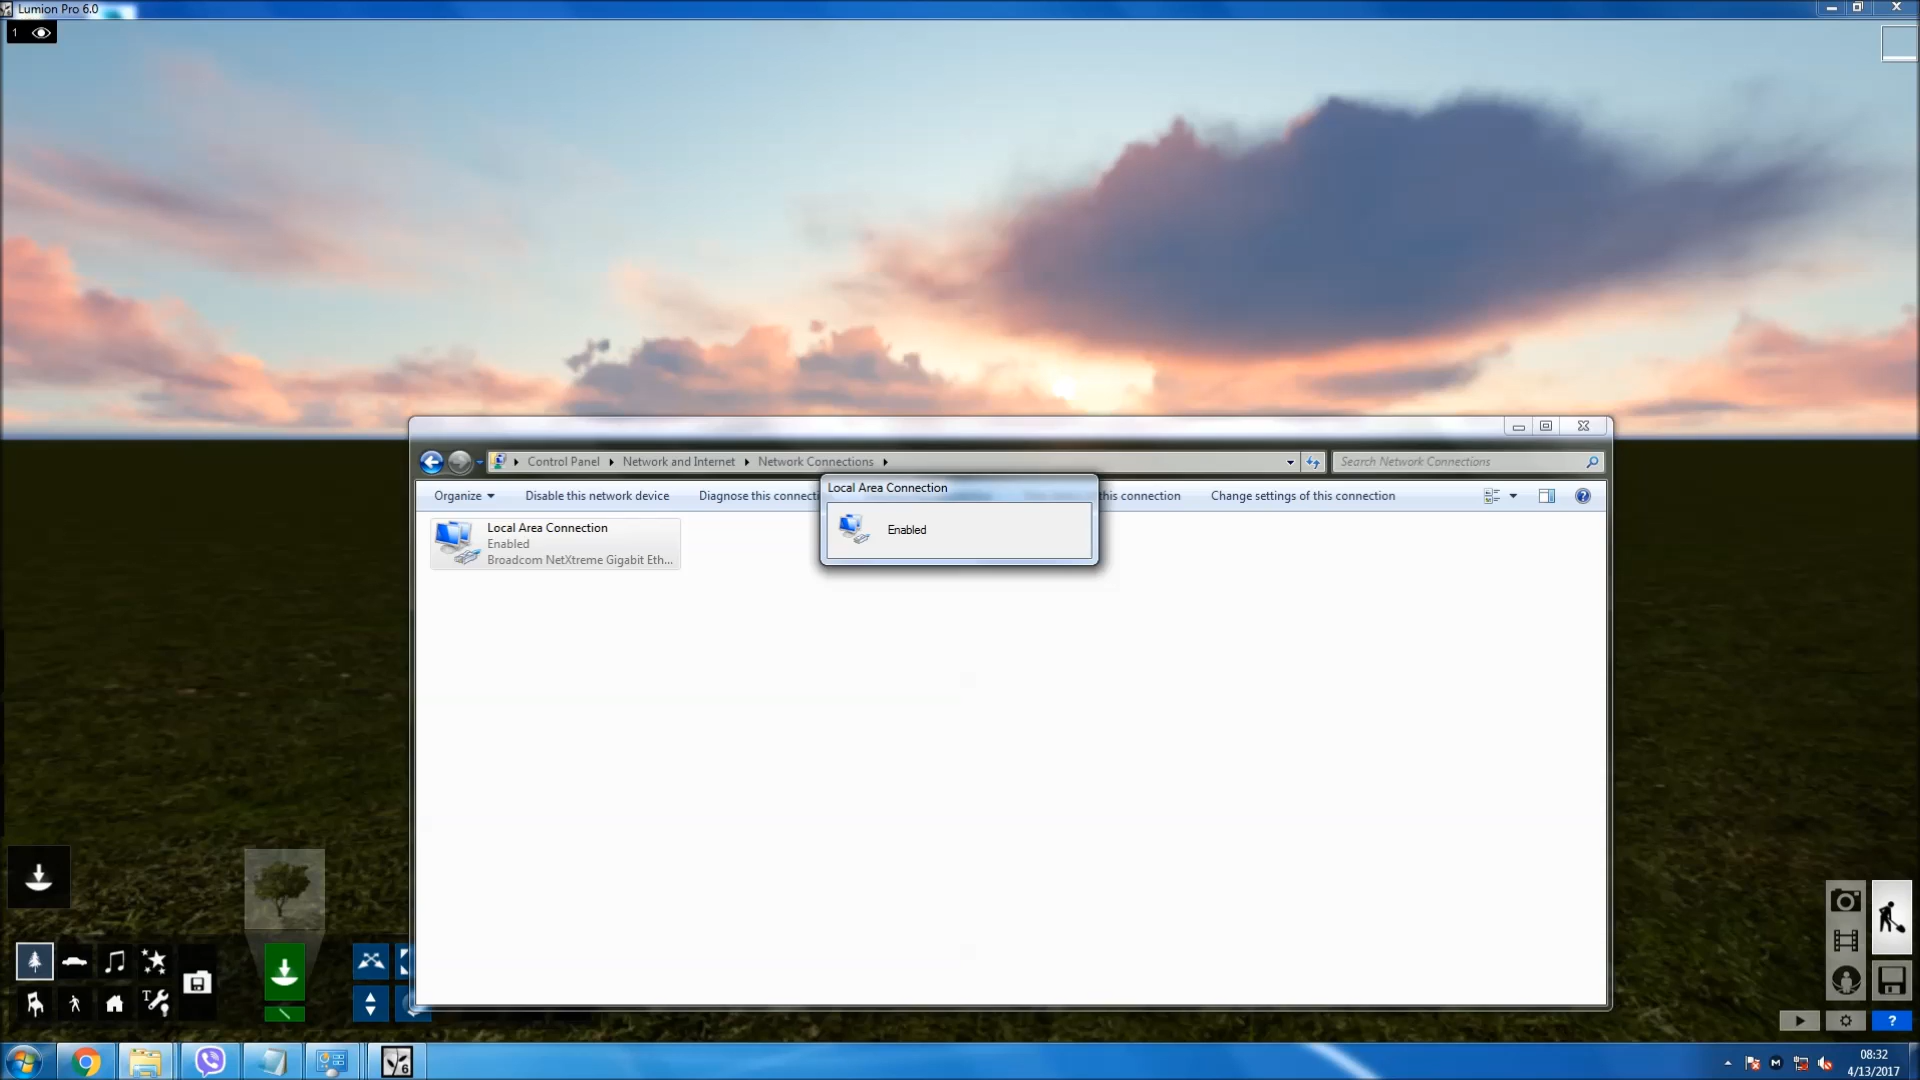 Lumion Pro 6.0
1
Control Panel
Network and Internet
Network Connections
Search Network Connections
Organize
Disable this network device
Diagnose this connecti
this connection
Change settings of this connection
Local Area Connection
Enabled
Local Area Connection
Enabled
Broadcom NetXtreme Gigabit Eth...
T
?
6
M
08:32
4/13/2017